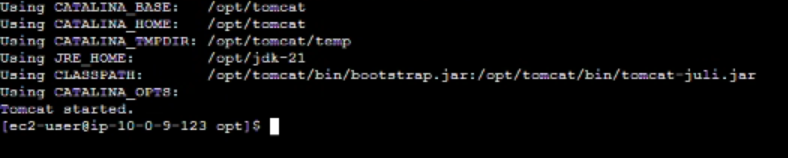 Using CATALINA_BASE:   /opt/tomcat
Using CATALINA_HOME:   /opt/tomcat
Using CATALINA_TMPDIR: /opt/tomcat/temp
Using JRE_HOME:        /opt/jdk-21
Using CLASSPATH:       /opt/tomcat/bin/bootstrap.jar:/opt/tomcat/bin/tomcat-juli.jar
Using CATALINA_OPTS:
Tomcat started.
[ec2-user@ip-10-0-9-123 opt]$